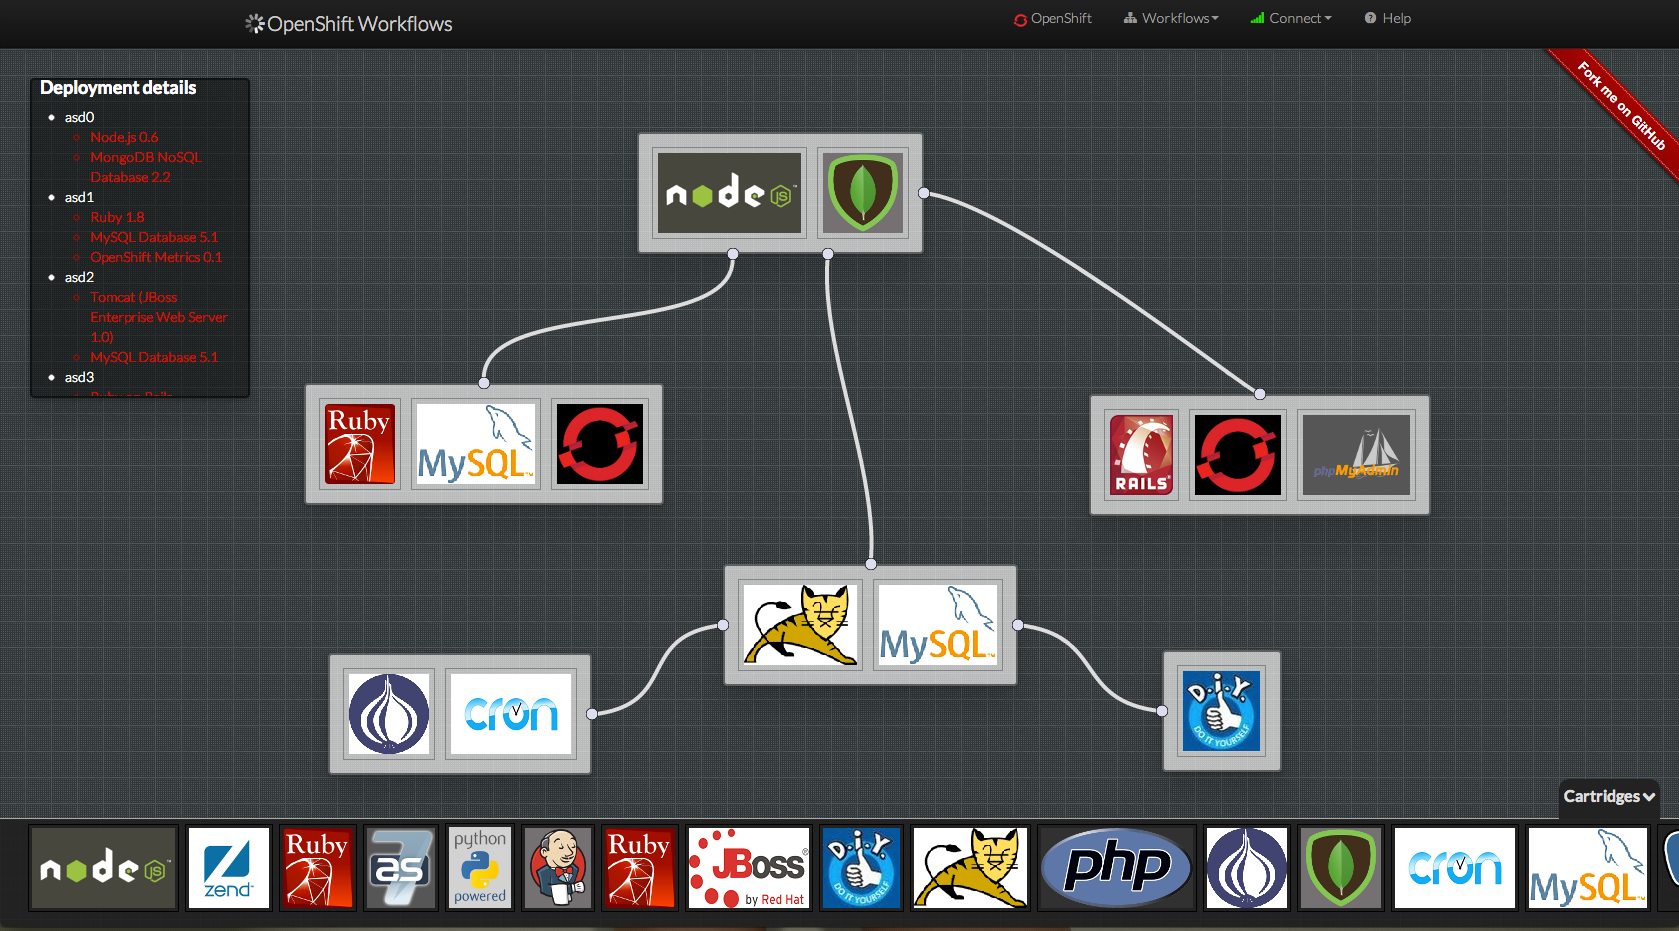 OpenShift Workflows
OpenShift
Workflows
Connect
Help
Fork me on GitHub
Deployment details
asd0
Node.js 0.6
MongoDB NoSQL
Database 2.2
asd1
Ruby 1.8
MySQL Database 5.1
OpenShift Metrics 0.1
asd2
Tomcat (JBoss
Enterprise Web Server
1.0)
MySQL Database 5.1
asd3
Ruby on Rails
node JS
Ruby
MySQL
RAILS
phpMyAdmin
MySQL
cron
D.I.Y.
DO IT YOURSELF
Cartridges
node JS
zend
Ruby
as
7
python
powered
Ruby
JBoss
by Red Hat
D.I.Y.
DO IT YOURSELF
php
cron
MySQL